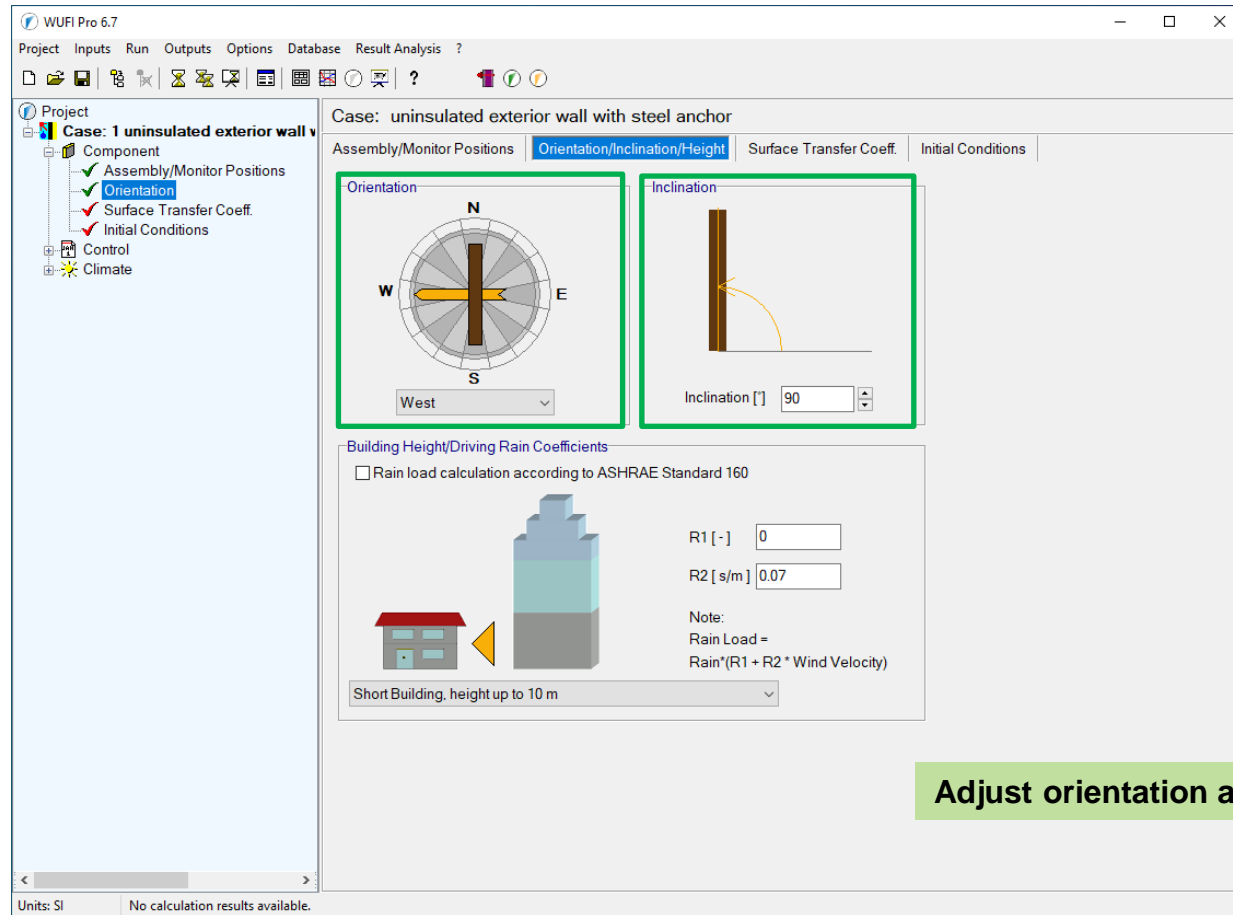 WUFI Pro 6.7
Project Inputs Run Outputs Options Database Result Analysis ?
Project
Case: 1 uninsulated exterior wall
Component
Assembly/Monitor Positions
Orientation
Surface Transfer Coeff.
Initial Conditions
Control
Climate
Case: uninsulated exterior wall with steel anchor
Assembly/Monitor Positions Orientation/Inclination/Height Surface Transfer Coeff. Initial Conditions
Orientation
N
W E
S
West
Inclination
Inclination [°] 90
Building Height/Driving Rain Coefficients
Rain load calculation according to ASHRAE Standard 160
R1 [ - ] 0
R2 [ s/m ] 0.07
Note:
Rain Load =
Rain*(R1 + R2 * Wind Velocity)
Short Building, height up to 10 m
Adjust orientation a
Units: SI No calculation results available.